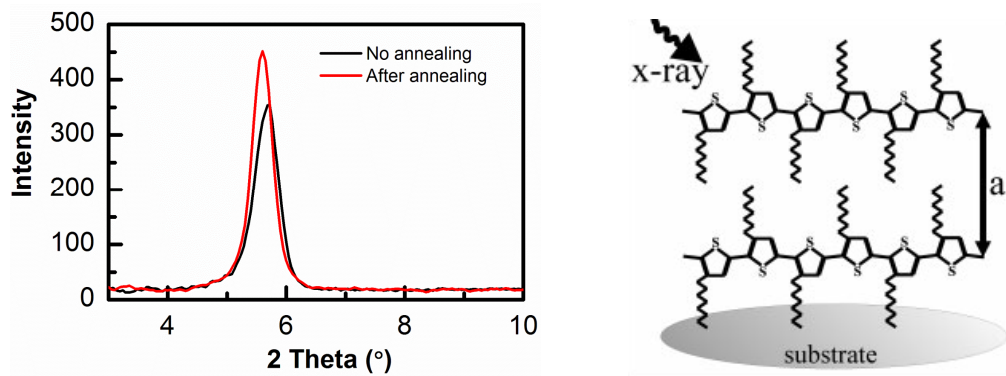 500
400
300
200
100
0
Intensity
4
6
8
10
2 Theta (°)
No annealing
After annealing
x-ray
S S S
S S S
a
S S S
S S S
substrate